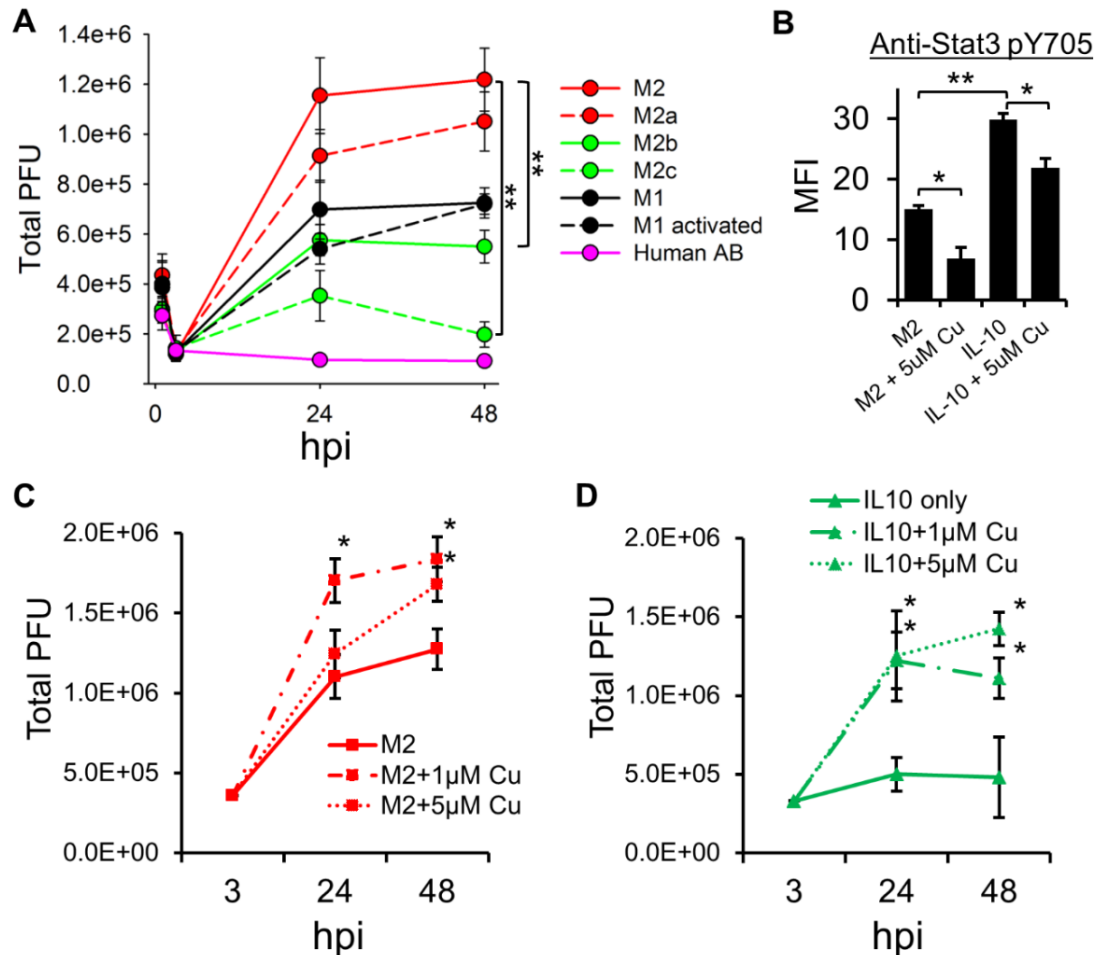 A
1.4e+6
1.2e+6
1.0e+6
8.0e+5
6.0e+5
4.0e+5
2.0e+5
0.0
Total PFU
0
24
48
hpi
**
**
M2
M2a
M2b
M2c
M1
M1 activated
Human AB
B
Anti-Stat3 pY705
**
*
*
30
20
10
0
MFI
M2
M2 + 5uM Cu
IL-10
IL-10 + 5uM Cu
C
2.0E+06
1.5E+06
1.0E+06
5.0E+05
0.0E+00
Total PFU
*
*
*
M2
M2+1µM Cu
M2+5µM Cu
3
24
48
hpi
D
IL10 only
IL10+1µM Cu
IL10+5µM Cu
2.0E+06
1.5E+06
1.0E+06
5.0E+05
0.0E+00
Total PFU
*
*
*
*
3
24
48
hpi